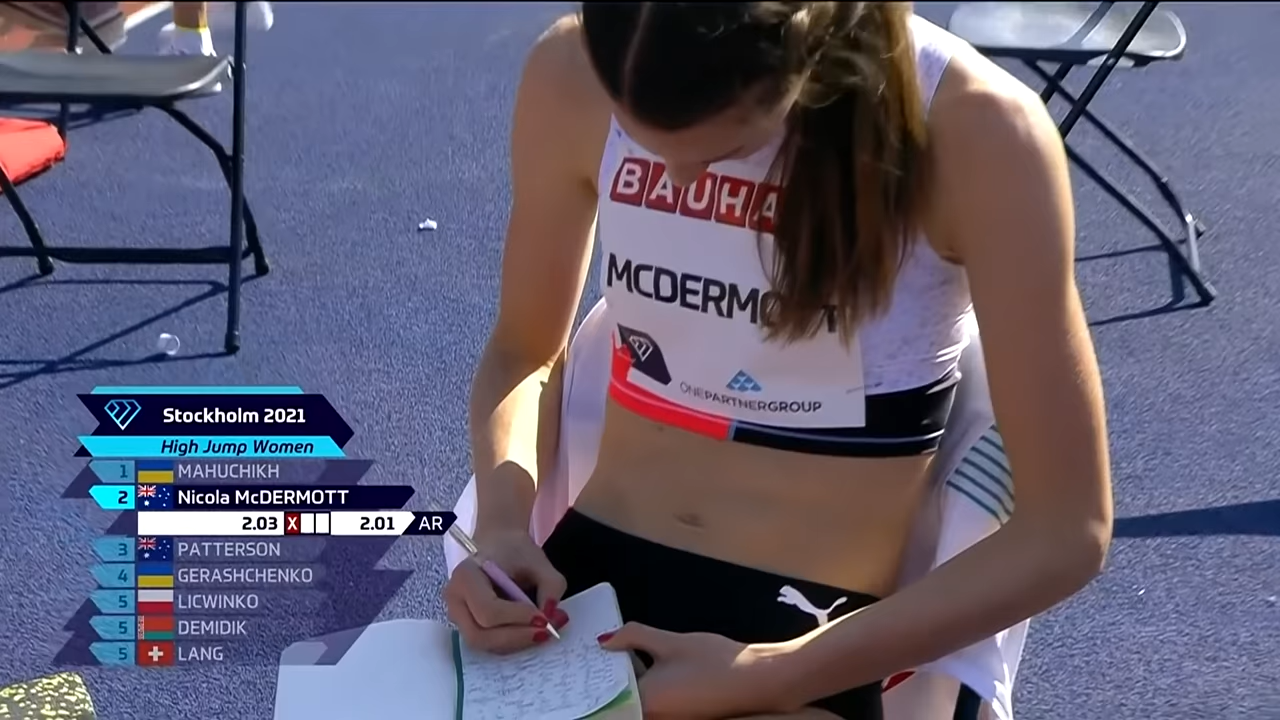 BAUHA
MCDERMOTT
ONEPARTNERGROUP
Stockholm 2021
High Jump Women
1 MAHUCHIKH
2 Nicola McDERMOTT
2.03 X 2.01 AR
3 PATTERSON
4 GERASHCHENKO
5 LICWINKO
5 DEMIDIK
5 LANG